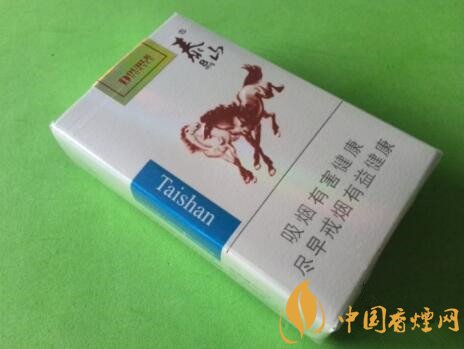 泰山
Taishan
吸烟有害健康
尽早戒烟有益健康
中国香烟网